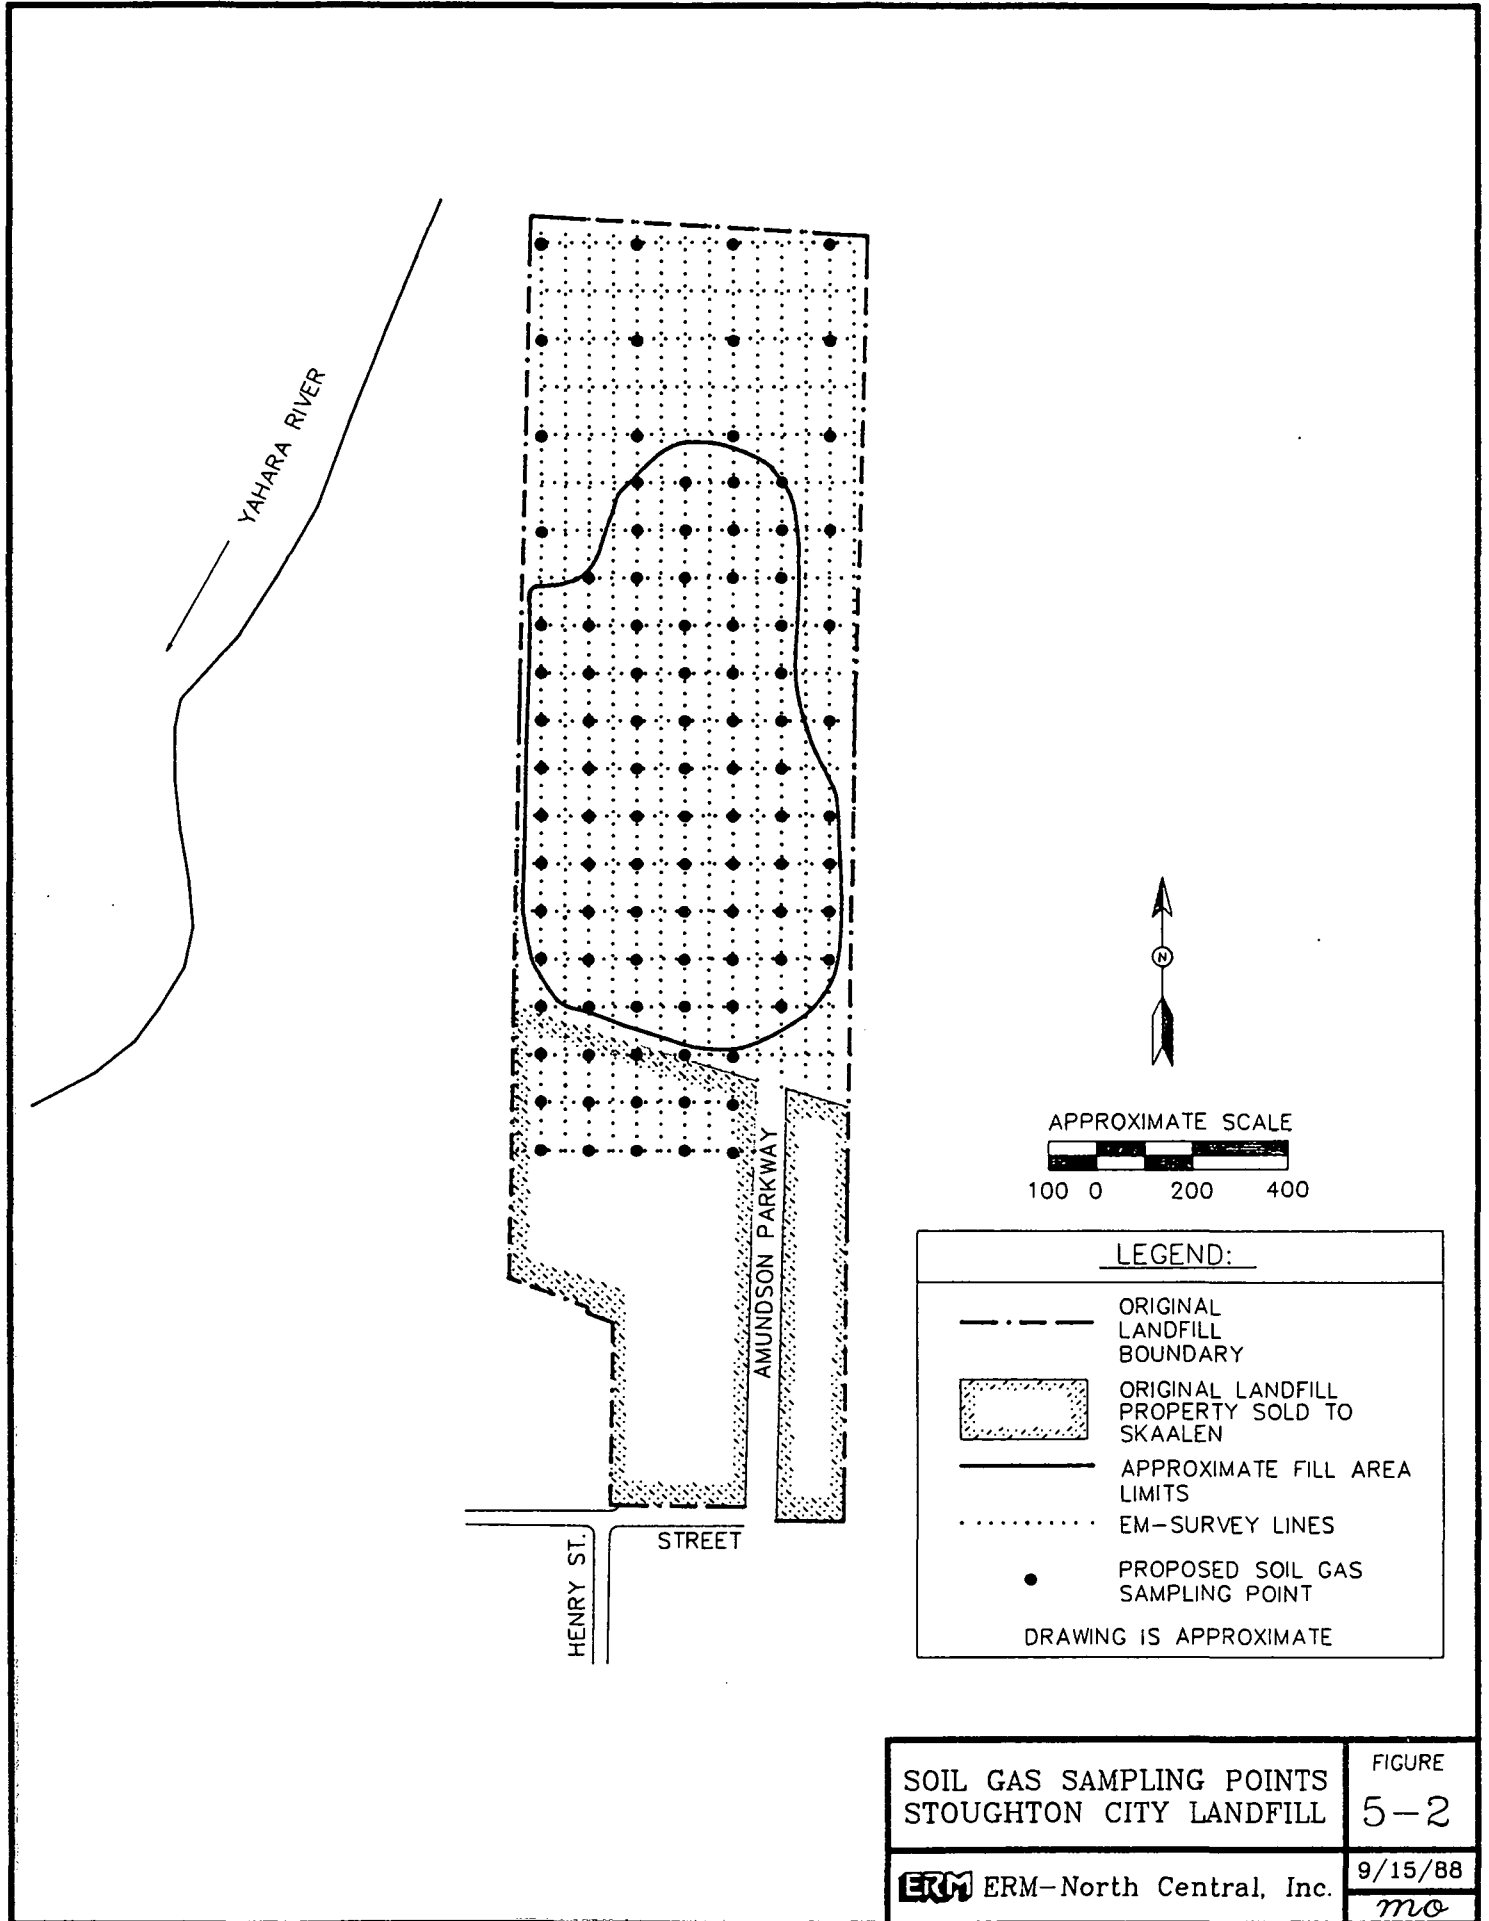 YAHARA RIVER
N
APPROXIMATE SCALE
100 0 200 400
AMUNDSON PARKWAY
LEGEND:
ORIGINAL
LANDFILL
BOUNDARY
ORIGINAL LANDFILL
PROPERTY SOLD TO
SKAALEN
APPROXIMATE FILL AREA
LIMITS
EM-SURVEY LINES
PROPOSED SOIL GAS
SAMPLING POINT
DRAWING IS APPROXIMATE
STREET
HENRY ST.
SOIL GAS SAMPLING POINTS
STOUGHTON CITY LANDFILL
FIGURE
5-2
ERM ERM-North Central, Inc.
9/15/88
mo